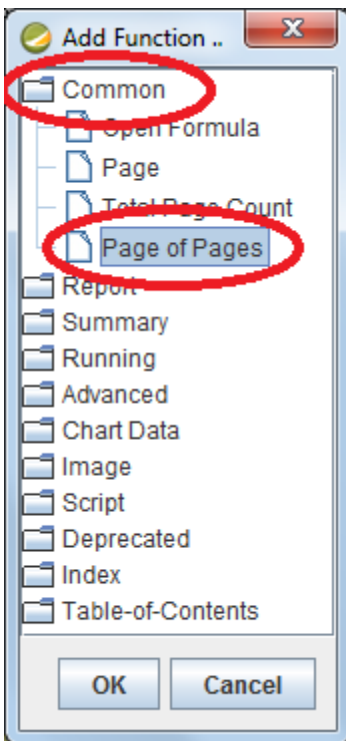 Add Function ..
Common
Open Formula
Page
Total Page Count
Page of Pages
Report
Summary
Running
Advanced
Chart Data
Image
Script
Deprecated
Index
Table-of-Contents
OK Cancel